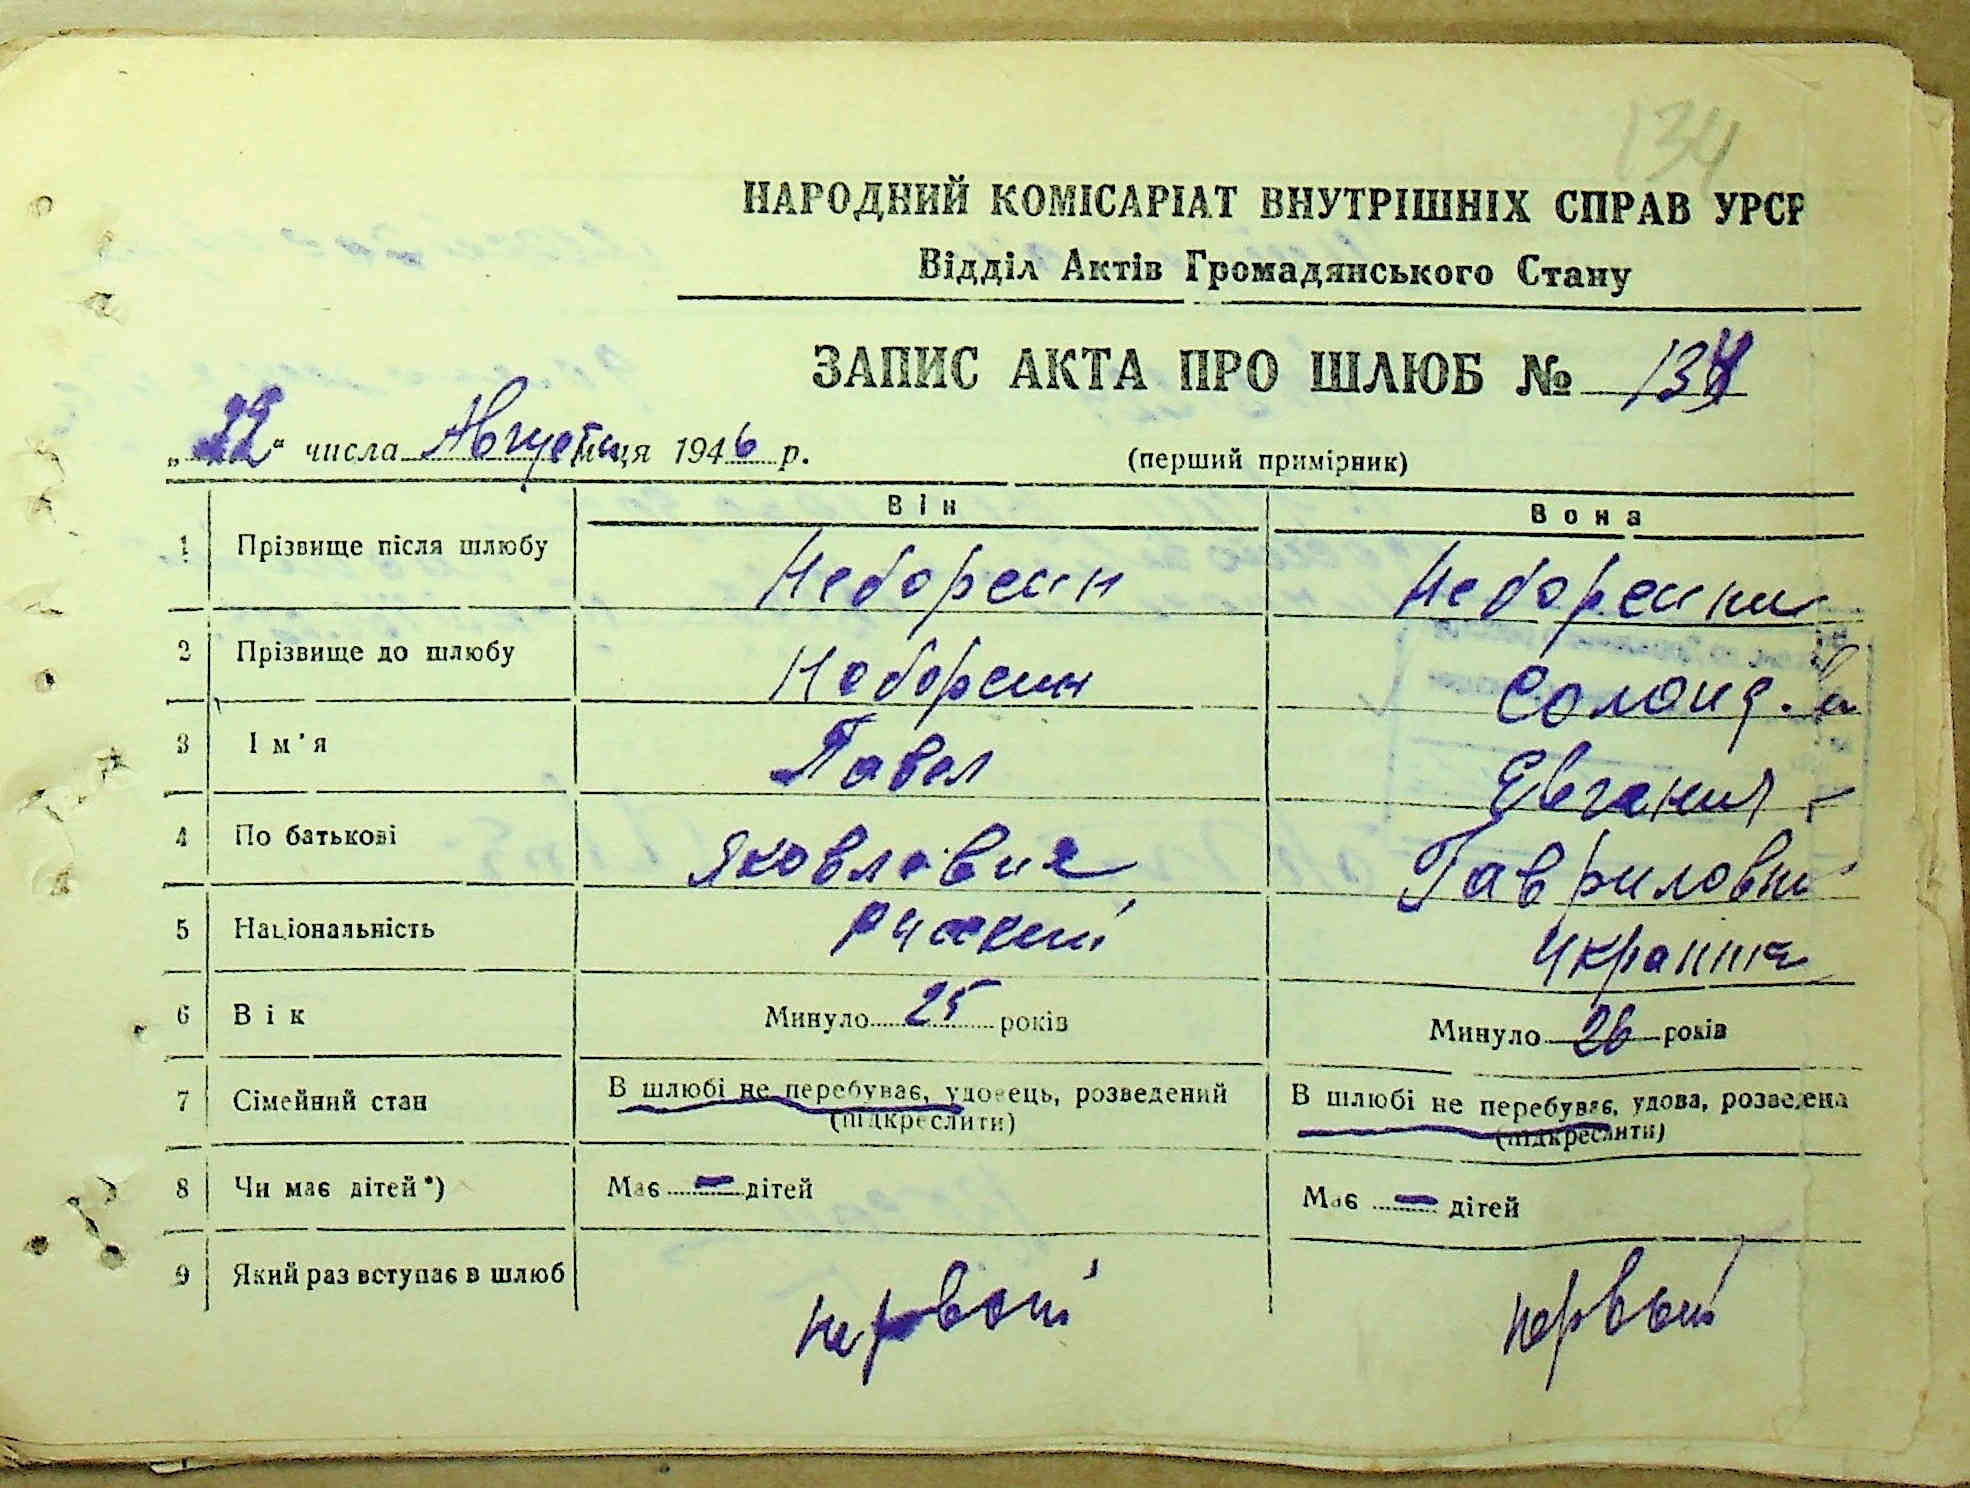 134
НАРОДНИЙ КОМІСАРІАТ ВНУТРІШНІХ СПРАВ УРСР
Відділ Актів Громадянського Стану
ЗАПИС АКТА ПРО ШЛЮБ № 134
„22“ числа Августа м-ця 1946 р. (перший примірник)
Він Вона
1 Прізвище після шлюбу
2 Прізвище до шлюбу
3 Ім'я Павел Евгения
4 По батькові Яковлевич Гавриловна
5 Національність русский украинка
6 Вік Минуло 25 років Минуло 26 років
7 Сімейний стан В шлюбі не перебуває, удовець, розведений В шлюбі не перебуває, удова, розведена
(підкреслити) (підкреслити)
8 Чи має дітей*) Має – дітей Має – дітей
9 Який раз вступає в шлюб первый первый